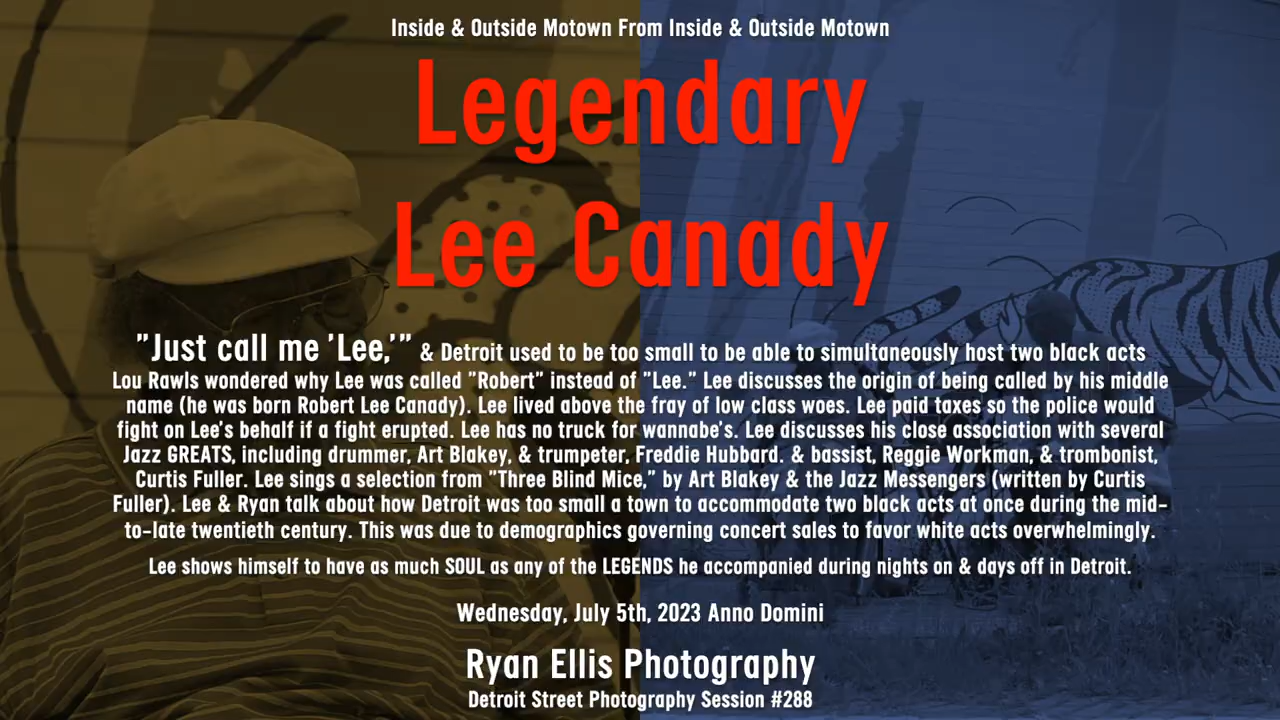 Inside & Outside Motown From Inside & Outside Motown
Legendary
Lee Canady
"Just call me 'Lee,'" & Detroit used to be too small to be able to simultaneously host two black acts
Lou Rawls wondered why Lee was called "Robert" instead of "Lee." Lee discusses the origin of being called by his middle
name (he was born Robert Lee Canady). Lee lived above the fray of low class woes. Lee paid taxes so the police would
fight on Lee's behalf if a fight erupted. Lee has no truck for wannabe's. Lee discusses his close association with several
Jazz GREATS, including drummer, Art Blakey, & trumpeter, Freddie Hubbard. & bassist, Reggie Workman, & trombonist,
Curtis Fuller. Lee sings a selection from "Three Blind Mice," by Art Blakey & the Jazz Messengers (written by Curtis
Fuller). Lee & Ryan talk about how Detroit was too small a town to accommodate two black acts at once during the mid-
to-late twentieth century. This was due to demographics governing concert sales to favor white acts overwhelmingly.
Lee shows himself to have as much SOUL as any of the LEGENDS he accompanied during nights on & days off in Detroit.
Wednesday, July 5th, 2023 Anno Domini
Ryan Ellis Photography
Detroit Street Photography Session #288